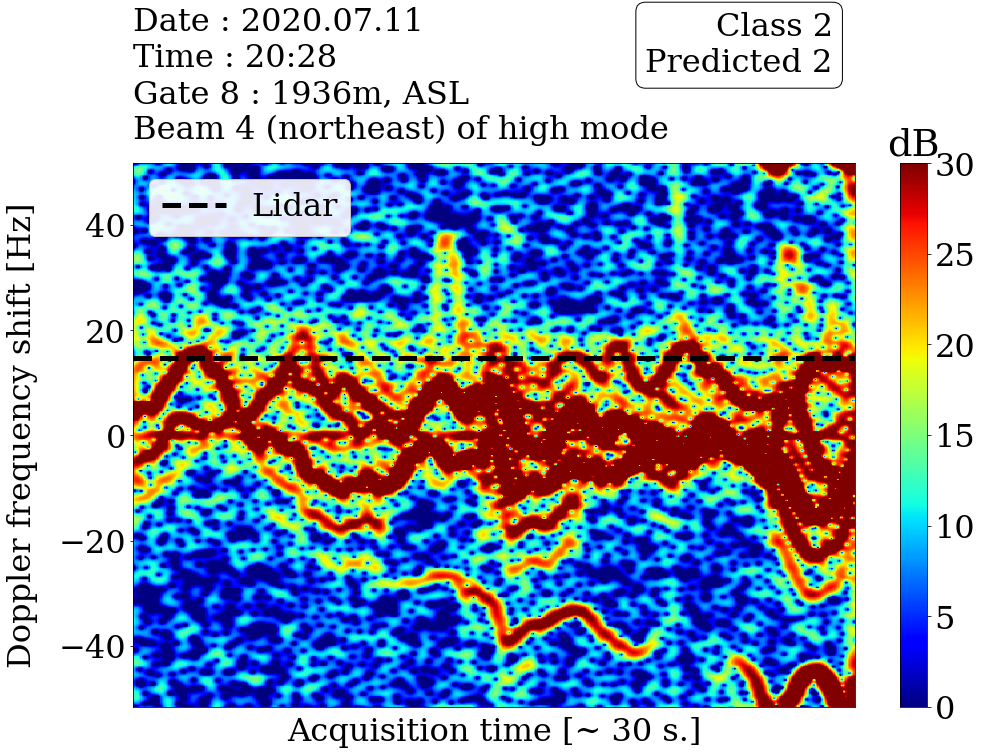 Date : 2020.07.11
Time : 20:28
Gate 8 : 1936m, ASL
Beam 4 (northeast) of high mode
Class 2
Predicted 2
dB
Lidar
Doppler frequency shift [Hz]
40
20
0
−20
−40
30
25
20
15
10
5
0
Acquisition time [~ 30 s.]